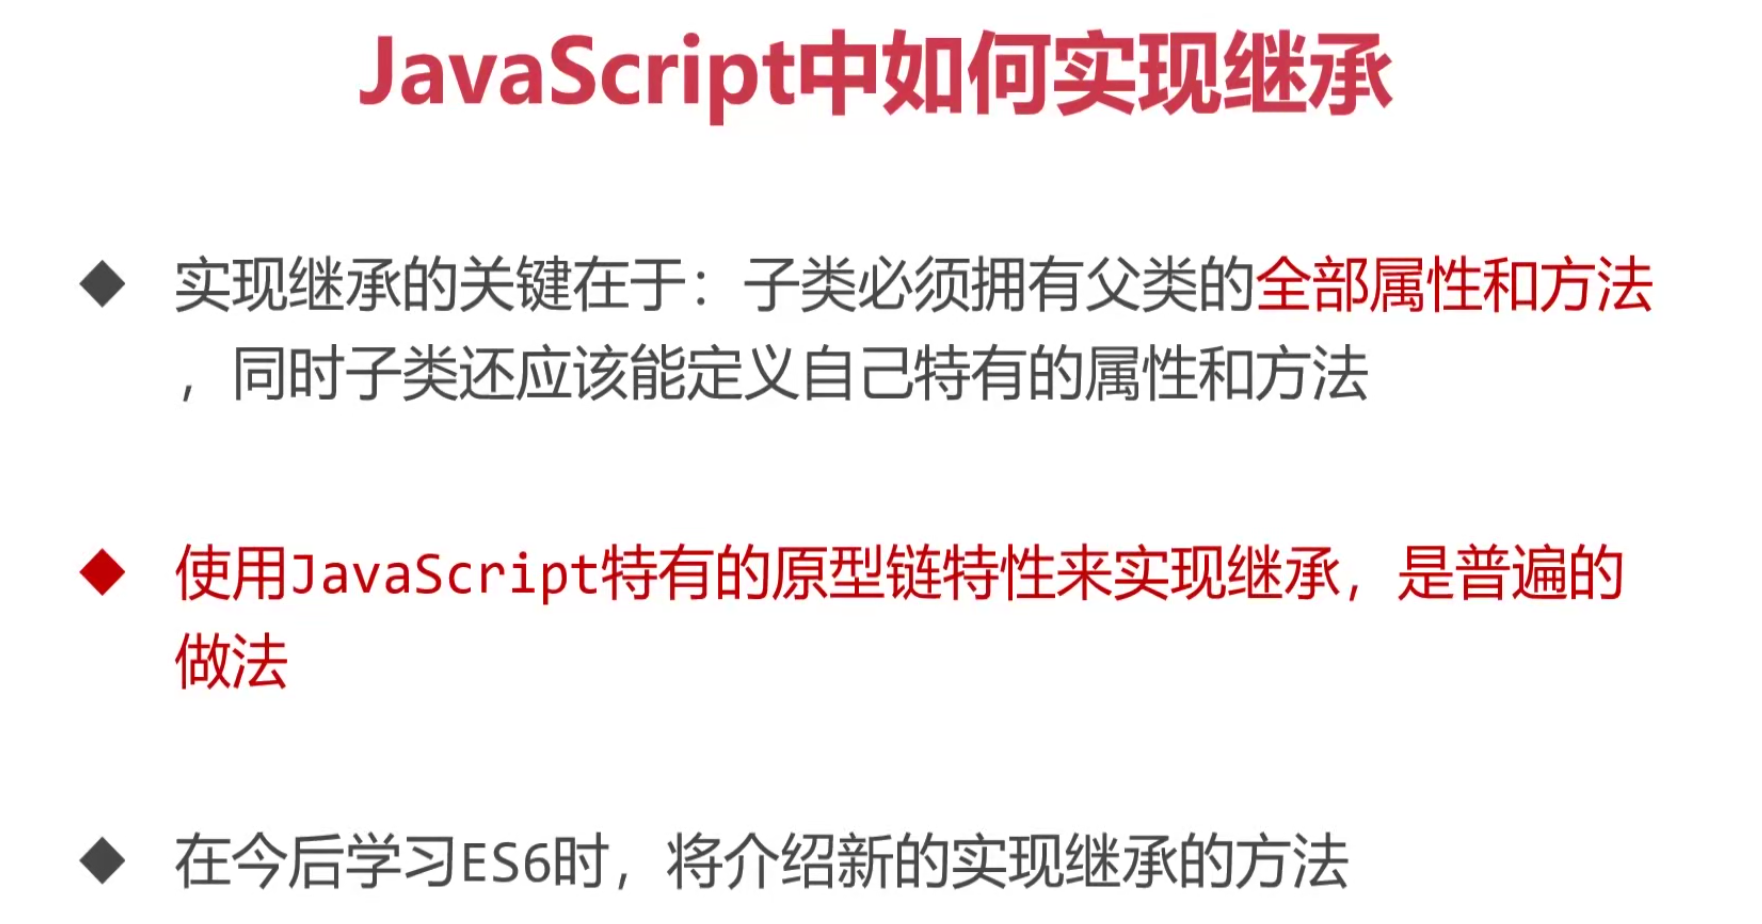 JavaScript中如何实现继承
实现继承的关键在于：子类必须拥有父类的全部属性和方法
，同时子类还应该能定义自己特有的属性和方法
使用JavaScript特有的原型链特性来实现继承，是普遍的
做法
在今后学习ES6时，将介绍新的实现继承的方法